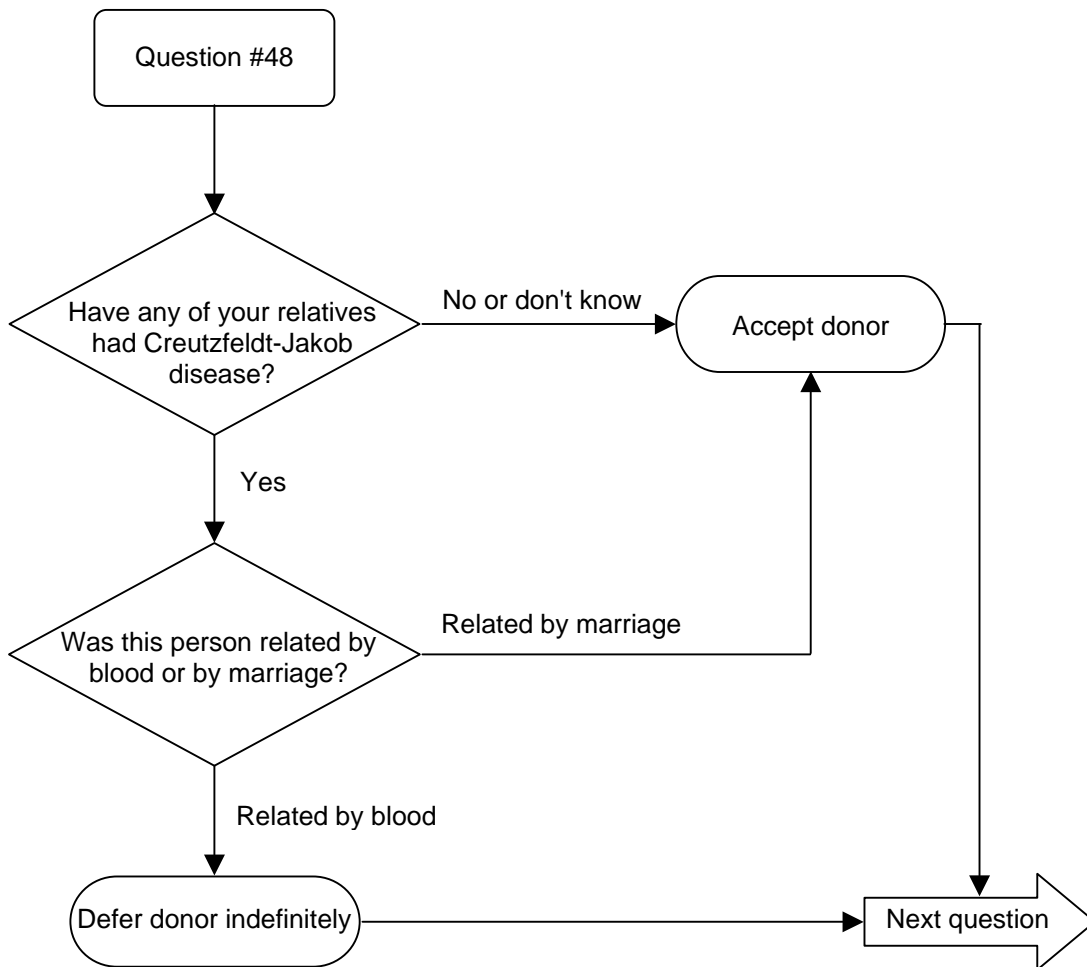 Question #48
Have any of your relatives
had Creutzfeldt-Jakob
disease?
No or don't know
Accept donor
Yes
Was this person related by
blood or by marriage?
Related by marriage
Related by blood
Defer donor indefinitely
Next question